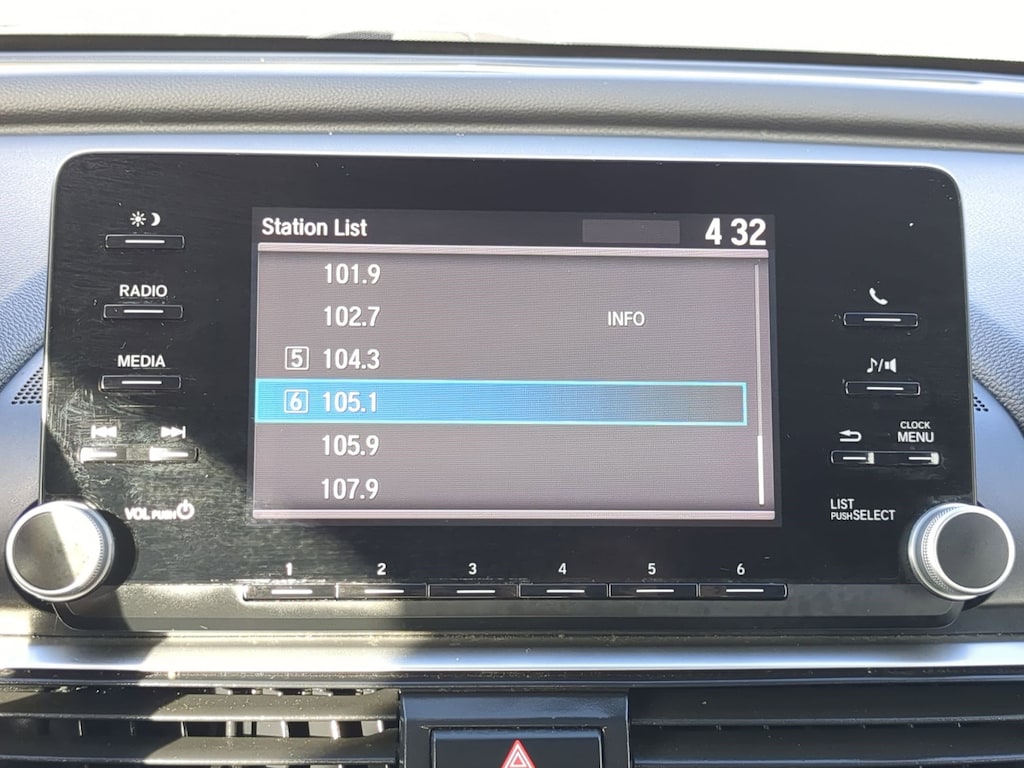 Station List 4 32
101.9
102.7 INFO
5 104.3
6 105.1
105.9
107.9
RADIO
MEDIA
VOL PUSH
CLOCK
MENU
LIST
PUSH SELECT
1 2 3 4 5 6